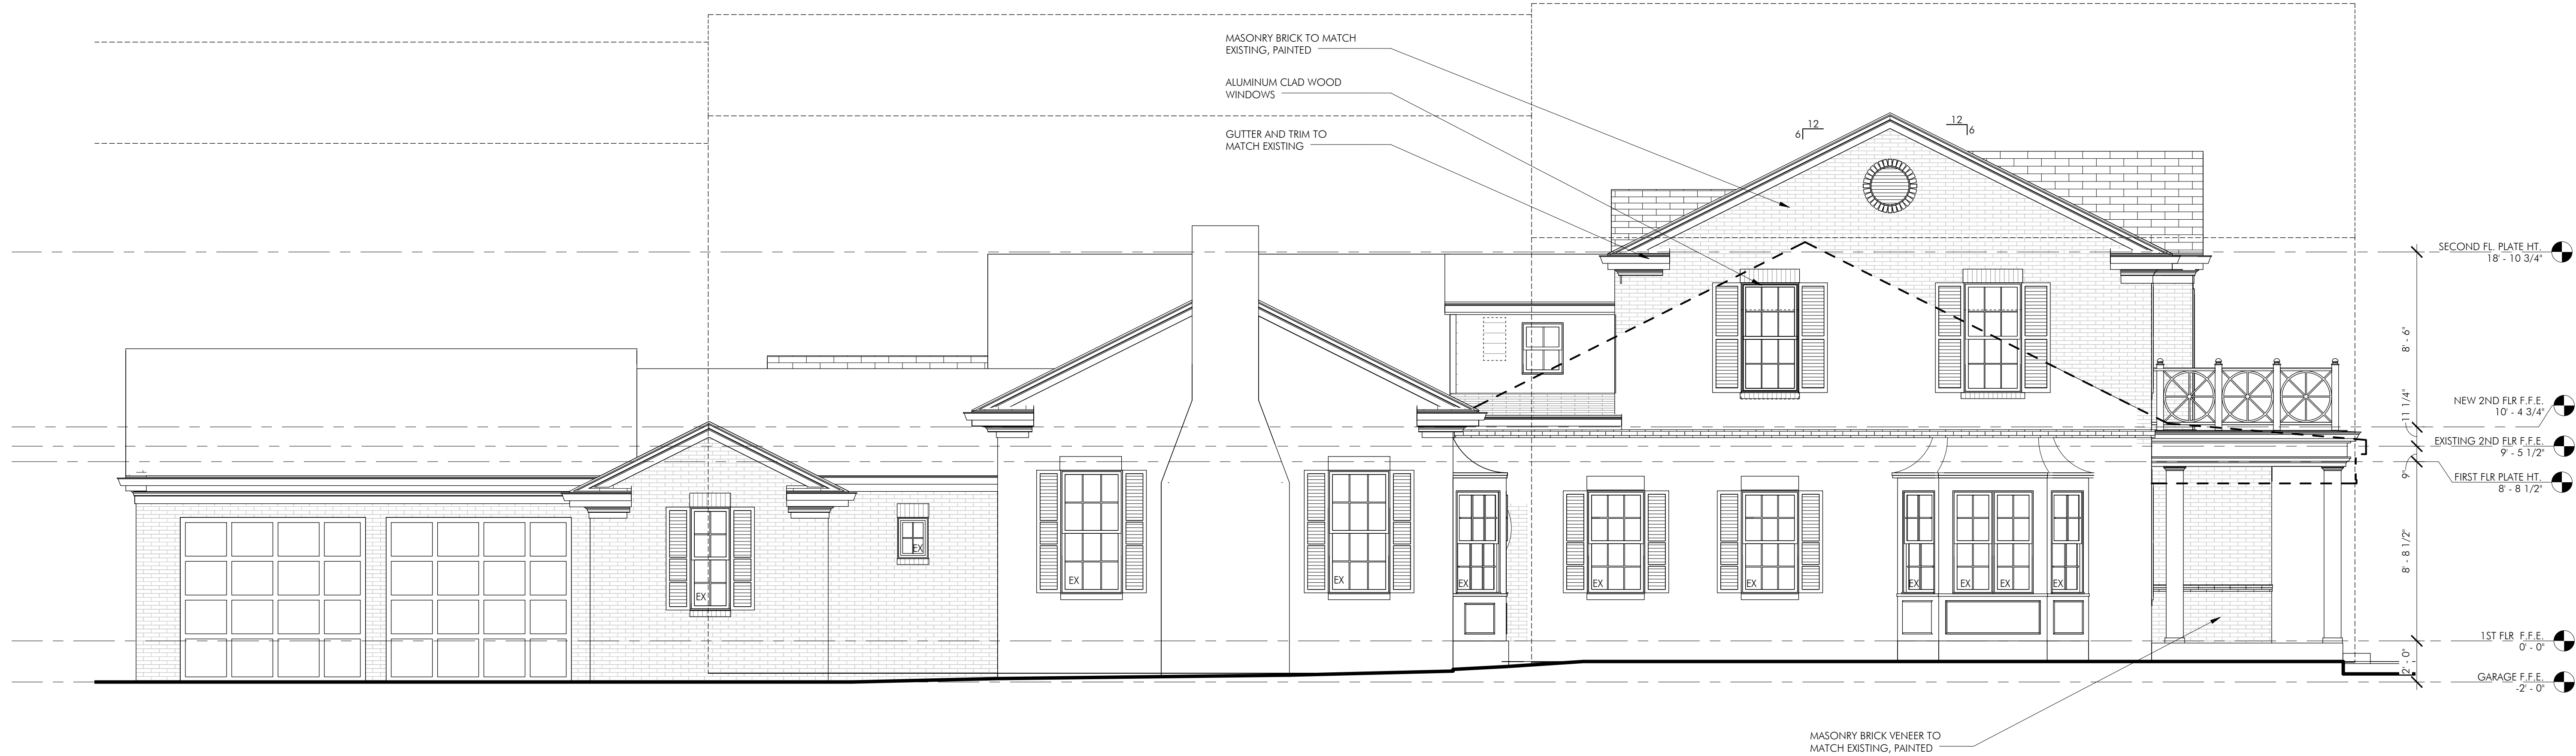 MASONRY BRICK TO MATCH
EXISTING, PAINTED
ALUMINUM CLAD WOOD
WINDOWS
GUTTER AND TRIM TO
MATCH EXISTING
12
6
12
6
SECOND FL. PLATE HT.
18' - 10 3/4"
8' - 6"
NEW 2ND FLR F.F.E.
10' - 4 3/4"
11 1/4"
EXISTING 2ND FLR F.F.E.
9' - 5 1/2"
9"
FIRST FLR PLATE HT.
8' - 8 1/2"
8' - 8 1/2"
EX
EX
EX
EX
EX
EX
EX
EX
EX
EX
EX
1ST FLR F.F.E.
0' - 0"
2' - 0"
GARAGE F.F.E.
-2' - 0"
MASONRY BRICK VENEER TO
MATCH EXISTING, PAINTED